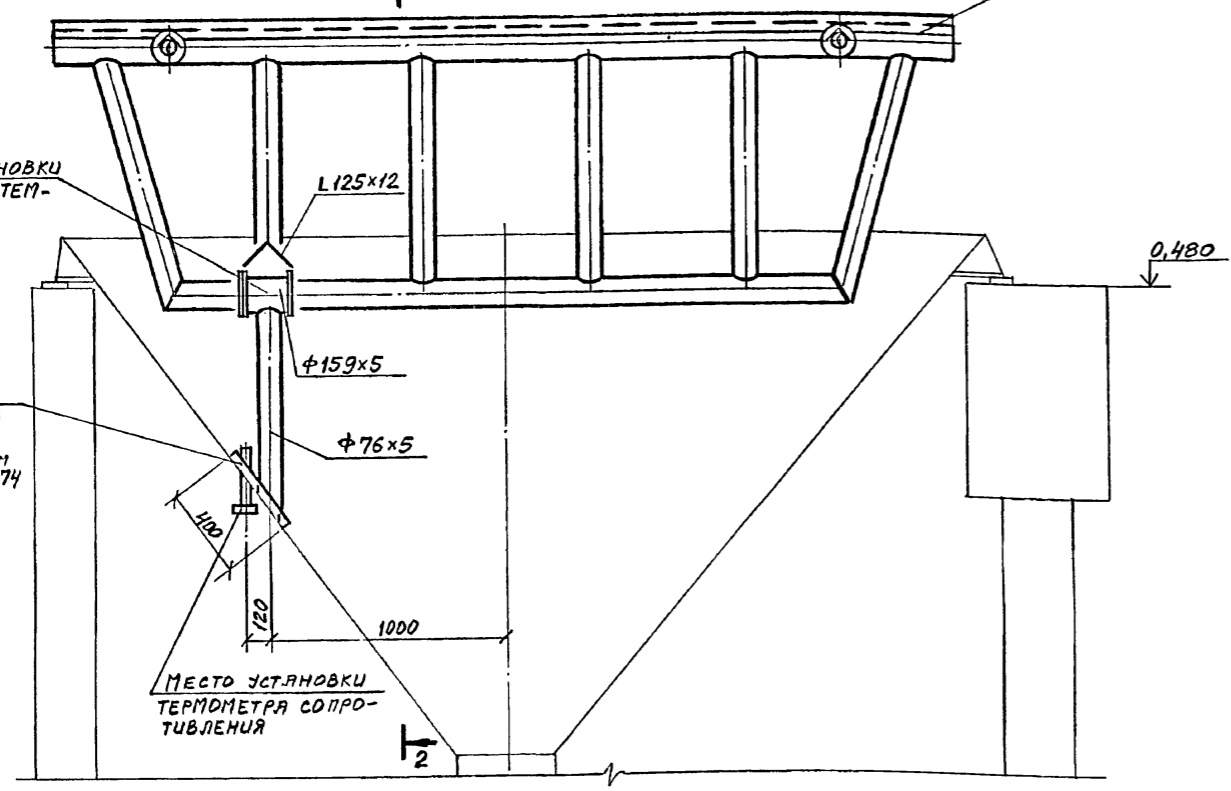 НОВКИ
ТЕМ-
L125×12
0,480
ф159×5
ф76×5
74
400
120
1000
МЕСТО УСТАНОВКИ
ТЕРМОМЕТРА СОПРО-
ТИВЛЕНИЯ
2